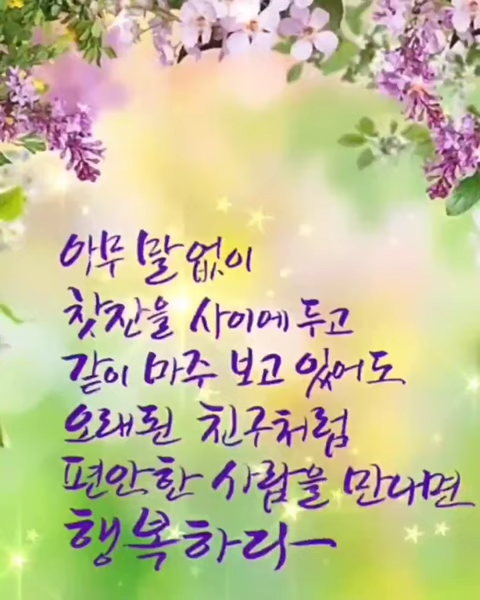 아무 말 없이
찻잔을 사이에 두고
같이 마주 보고 있어도
오래된 친구처럼
편안한 사람을 만나면
행복하다~